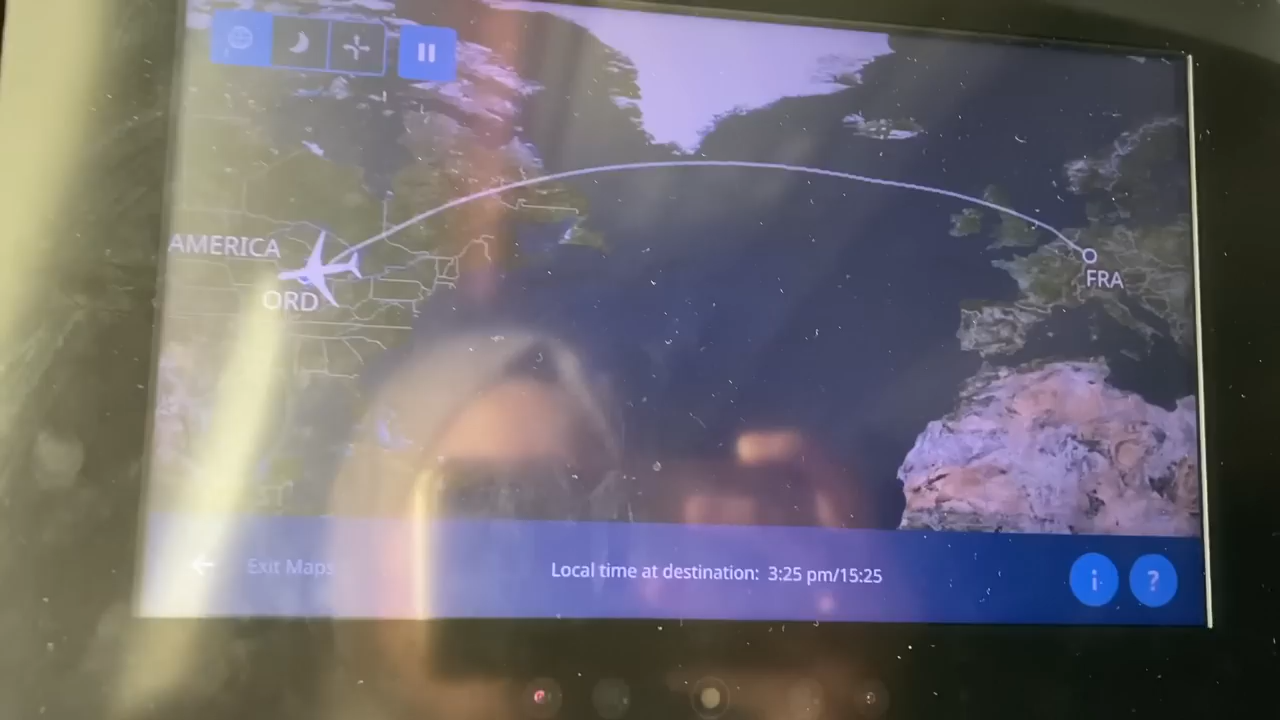 AMERICA
ORD
FRA
Exit Maps
Local time at destination: 3:25 pm/15:25
i
?